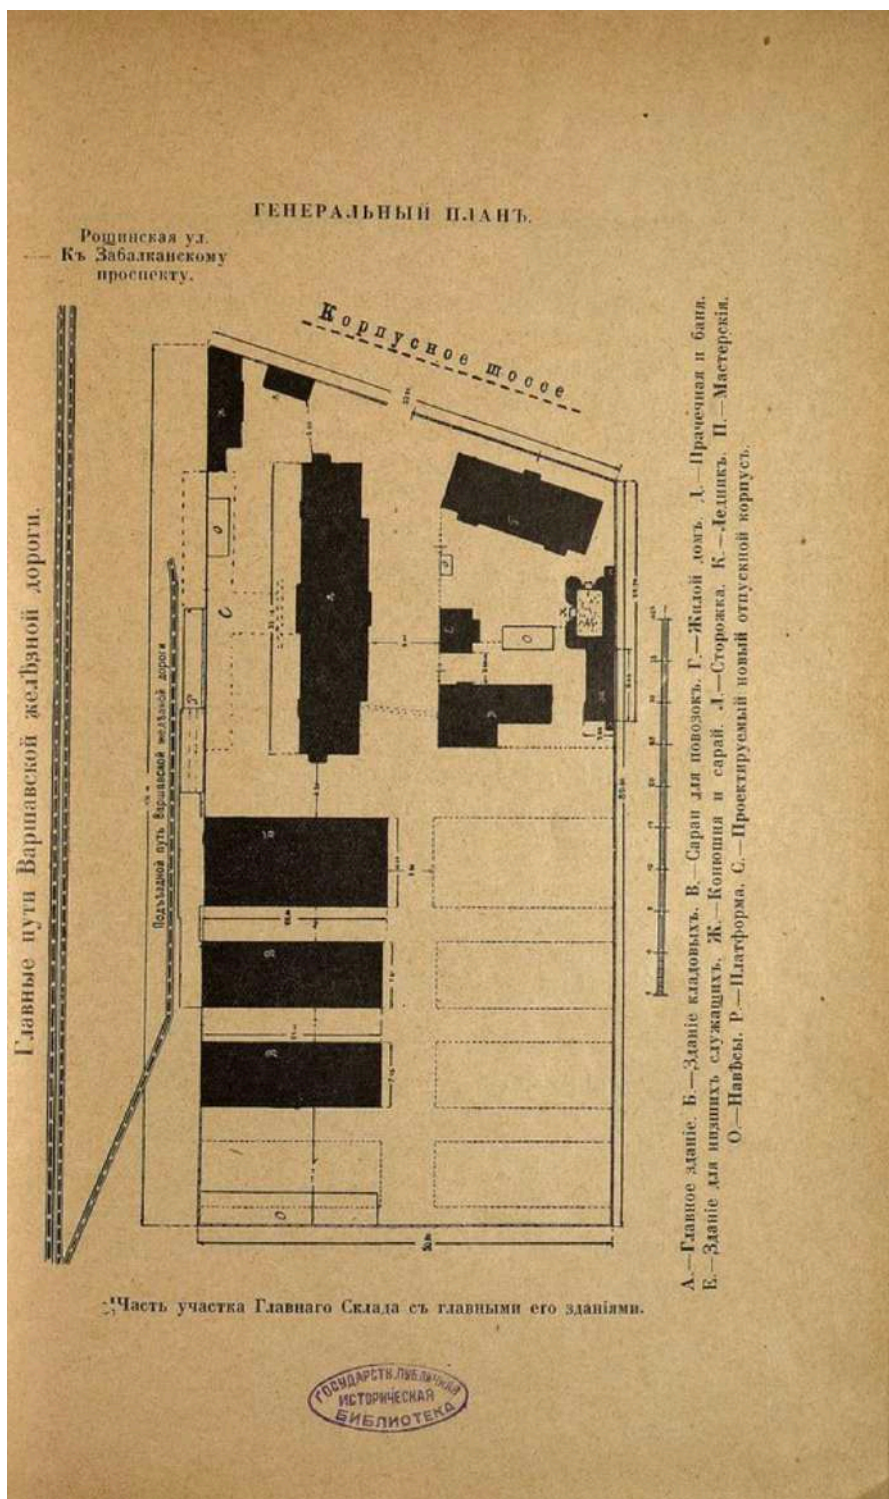 ГЕНЕРАЛЬНЫЙ ПЛАНЪ.
Рощинская ул.
Къ Забалканскому
проспекту.
Корпусное шоссе
Главные пути Варшавской желѣзной дороги.
Подъѣздной путь Варшавской желѣзной дороги
А.—Главное зданіе. Б.—Зданіе кладовыхъ. В.—Сараи для повозокъ. Г.—Жилой домъ. Д.—Прачечная и баня.
Е.—Зданіе для низшихъ служащихъ. Ж.—Конюшня и сарай. Л.—Сторожка. К.—Ледникъ. П.—Мастерскія.
О.—Навѣсы. Р.—Платформа. С.—Проектируемый новый отпускной корпусъ.
Часть участка Главнаго Склада съ главными его зданіями.
ГОСУДАРСТВ. ПУБЛИЧНАЯ
ИСТОРИЧЕСКАЯ
БИБЛИОТЕКА